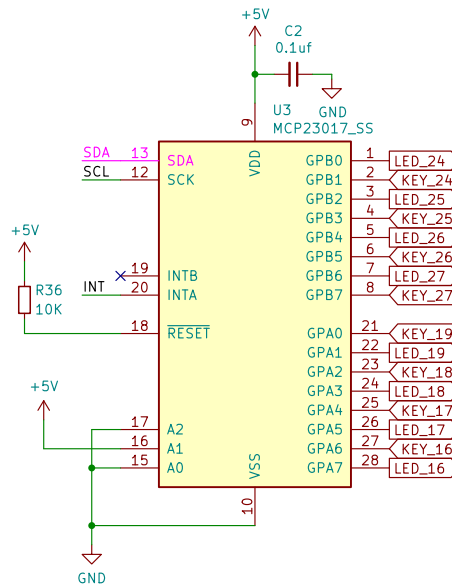 +5V
C2
0.1uf
GND
U3
MCP23017_SS
9
VDD
SDA 13 SDA
SCL 12 SCK
19 INTB
INT 20 INTA
+5V
R36
10K
18 RESET
+5V
17 A2
16 A1
15 A0
VSS
10
GND
GPB0 1 LED_24
GPB1 2 KEY_24
GPB2 3 LED_25
GPB3 4 KEY_25
GPB4 5 LED_26
GPB5 6 KEY_26
GPB6 7 LED_27
GPB7 8 KEY_27
GPA0 21 KEY_19
GPA1 22 LED_19
GPA2 23 KEY_18
GPA3 24 LED_18
GPA4 25 KEY_17
GPA5 26 LED_17
GPA6 27 KEY_16
GPA7 28 LED_16